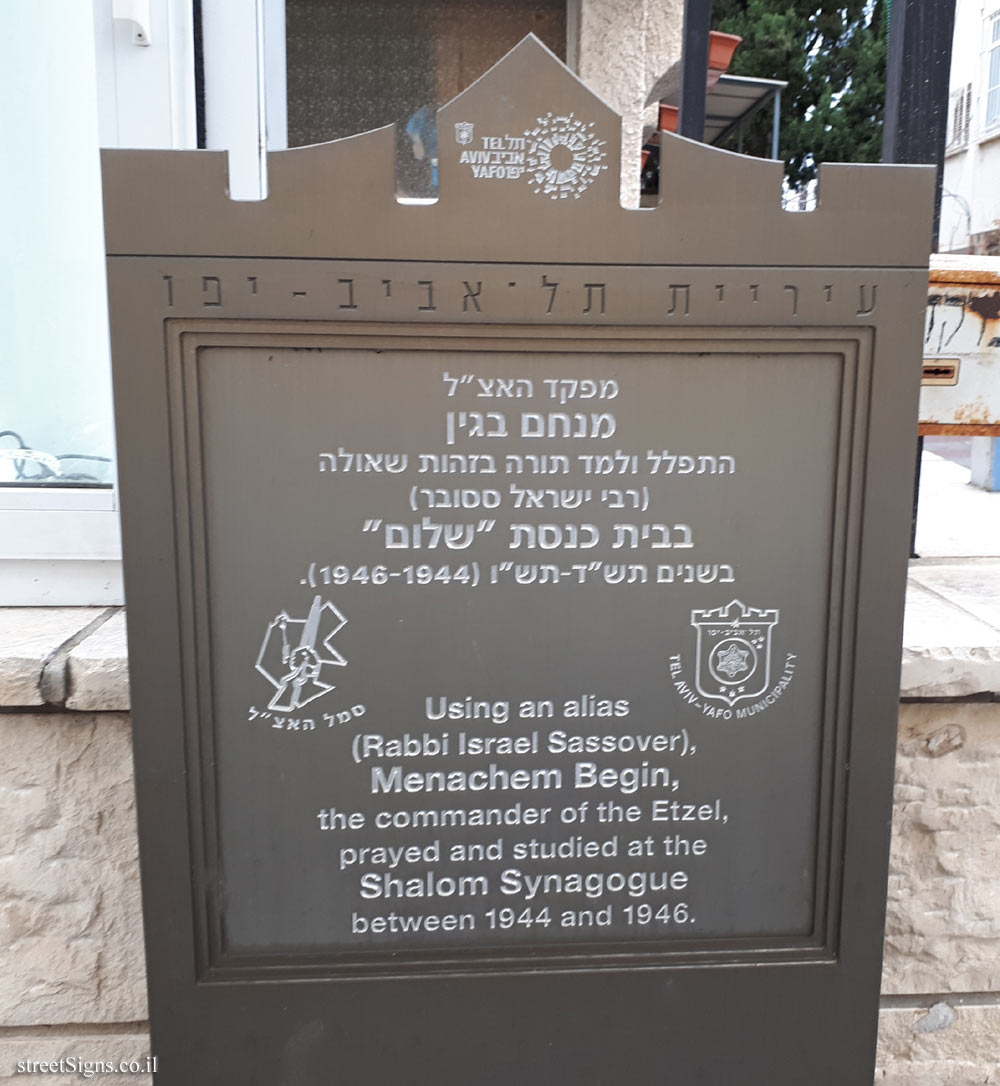 תל
אביב
יפו
TEL
AVIV
YAFO
עיריית תל־אביב-יפו
מפקד האצ״ל
מנחם בגין
התפלל ולמד תורה בזהות שאולה
(רבי ישראל ססובר)
בבית כנסת ״שלום״
בשנים תש״ד-תש״ו (1946-1944).
סמל האצ״ל
תל־אביב-יפו
TEL AVIV-YAFO MUNICIPALITY
Using an alias
(Rabbi Israel Sassover),
Menachem Begin,
the commander of the Etzel,
prayed and studied at the
Shalom Synagogue
between 1944 and 1946.
streetSigns.co.il